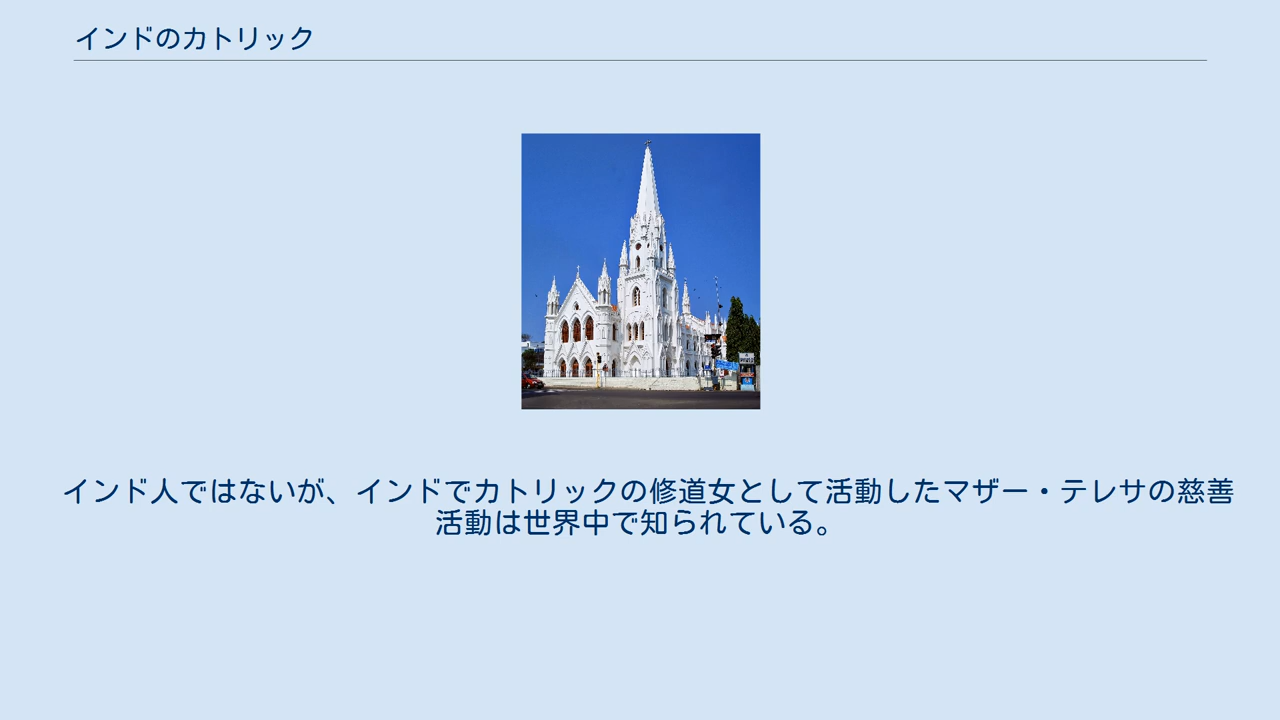 インドのカトリック
インド人ではないが、インドでカトリックの修道女として活動したマザー・テレサの慈善
活動は世界中で知られている。